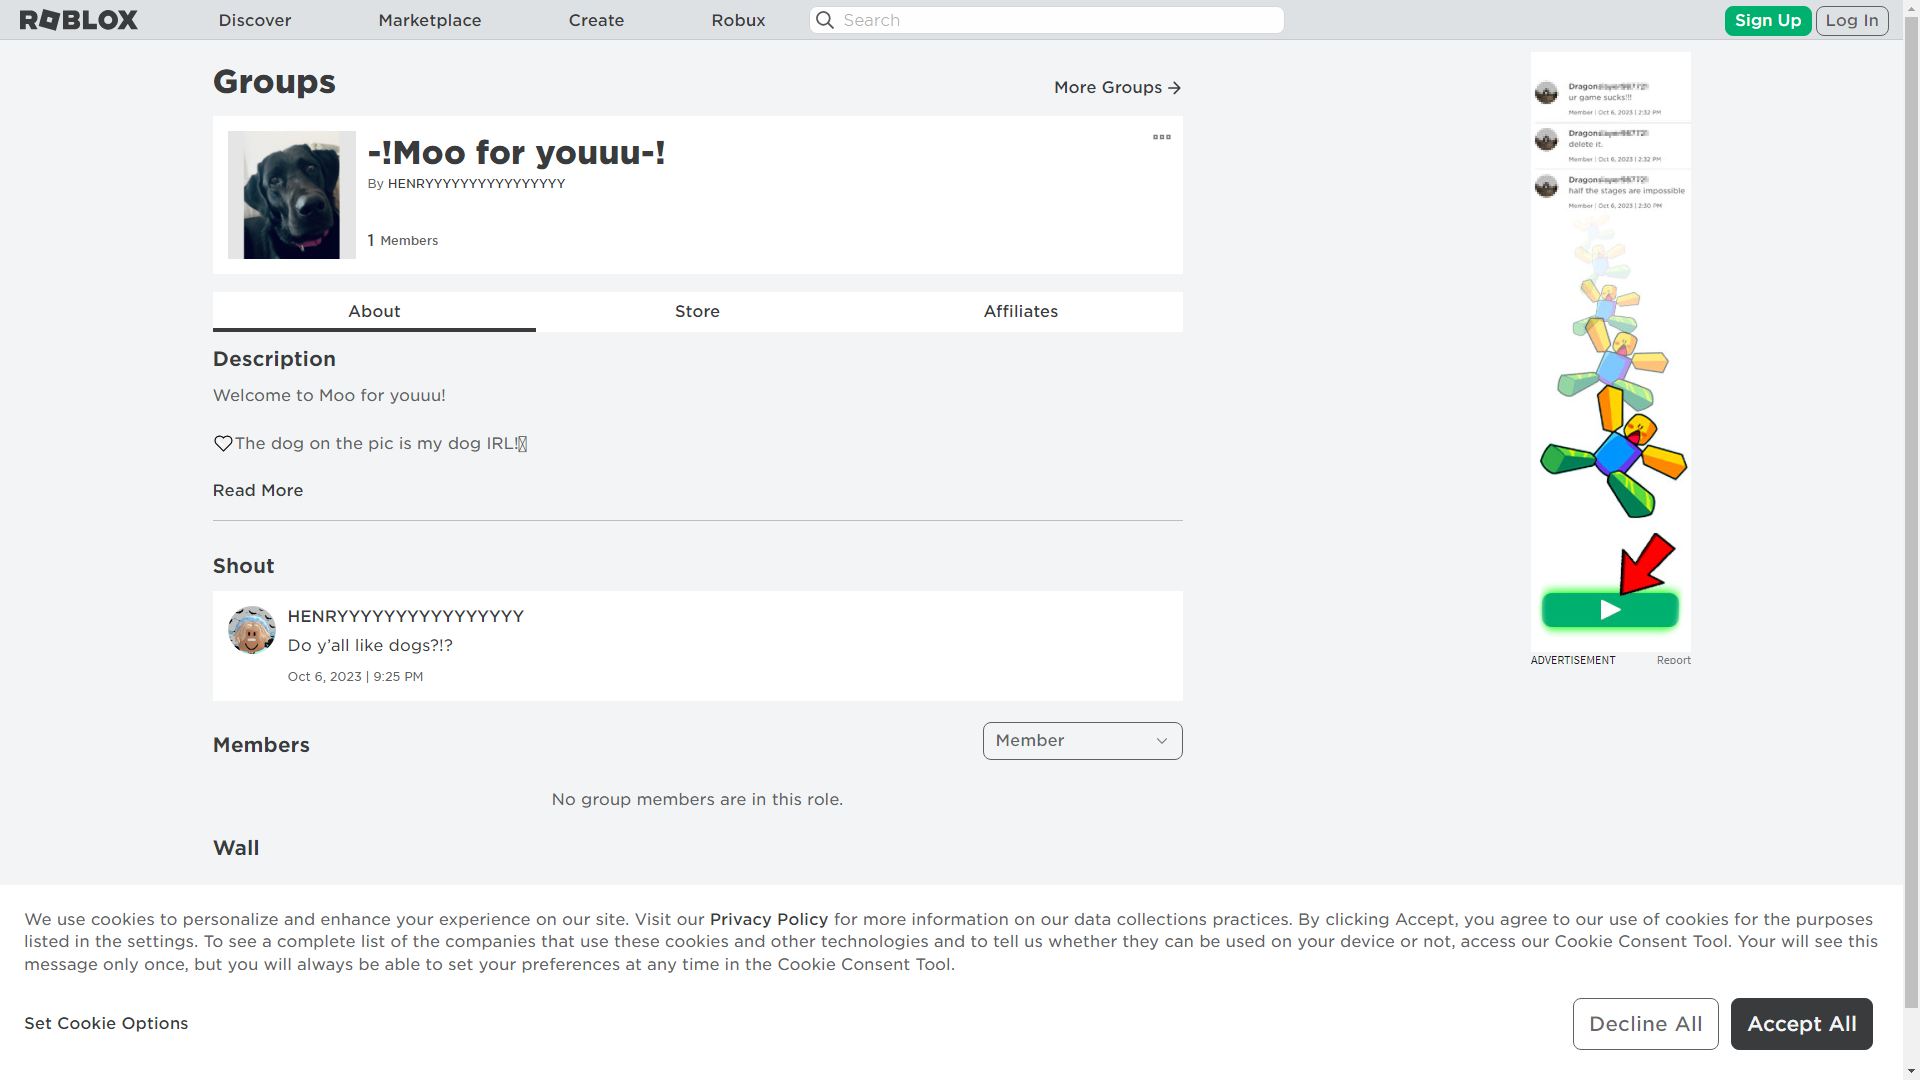 ROBLOX
Discover
Marketplace
Create
Robux
Search
Sign Up
Log In
Groups
More Groups
-!Moo for youuu-!
By HENRYYYYYYYYYYYYYYYY
1 Members
About
Store
Affiliates
Description
Welcome to Moo for youuu!
The dog on the pic is my dog IRL!
Read More
Shout
HENRYYYYYYYYYYYYYYYY
Do y’all like dogs?!?
Oct 6, 2023 | 9:25 PM
Members
Member
No group members are in this role.
Wall
ur game sucks!!!
Member | Oct 6, 2023 | 2:32 PM
delete it.
Member | Oct 6, 2023 | 2:32 PM
half the stages are impossible
Member | Oct 6, 2023 | 2:30 PM
ADVERTISEMENT
Report
We use cookies to personalize and enhance your experience on our site. Visit our Privacy Policy for more information on our data collections practices. By clicking Accept, you agree to our use of cookies for the purposes
listed in the settings. To see a complete list of the companies that use these cookies and other technologies and to tell us whether they can be used on your device or not, access our Cookie Consent Tool. Your will see this
message only once, but you will always be able to set your preferences at any time in the Cookie Consent Tool.
Set Cookie Options
Decline All
Accept All